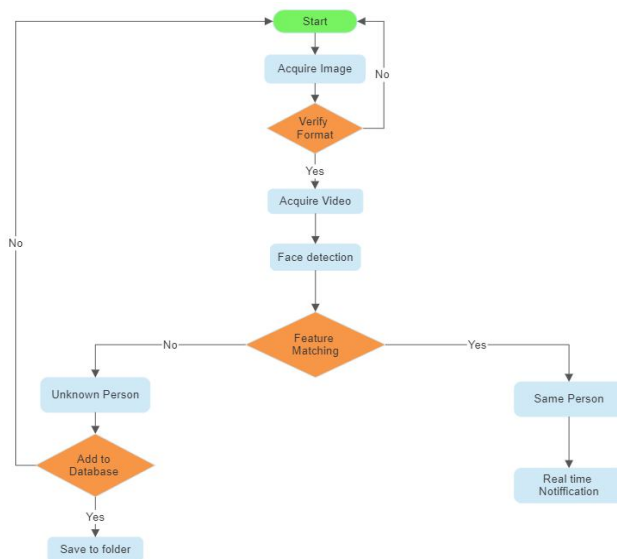 Start
Acquire Image
No
Verify
Format
Yes
Acquire Video
No
Face detection
Feature
Matching
No
Yes
Unknown Person
Same Person
Add to
Database
Real time
Notiffication
Yes
Save to folder